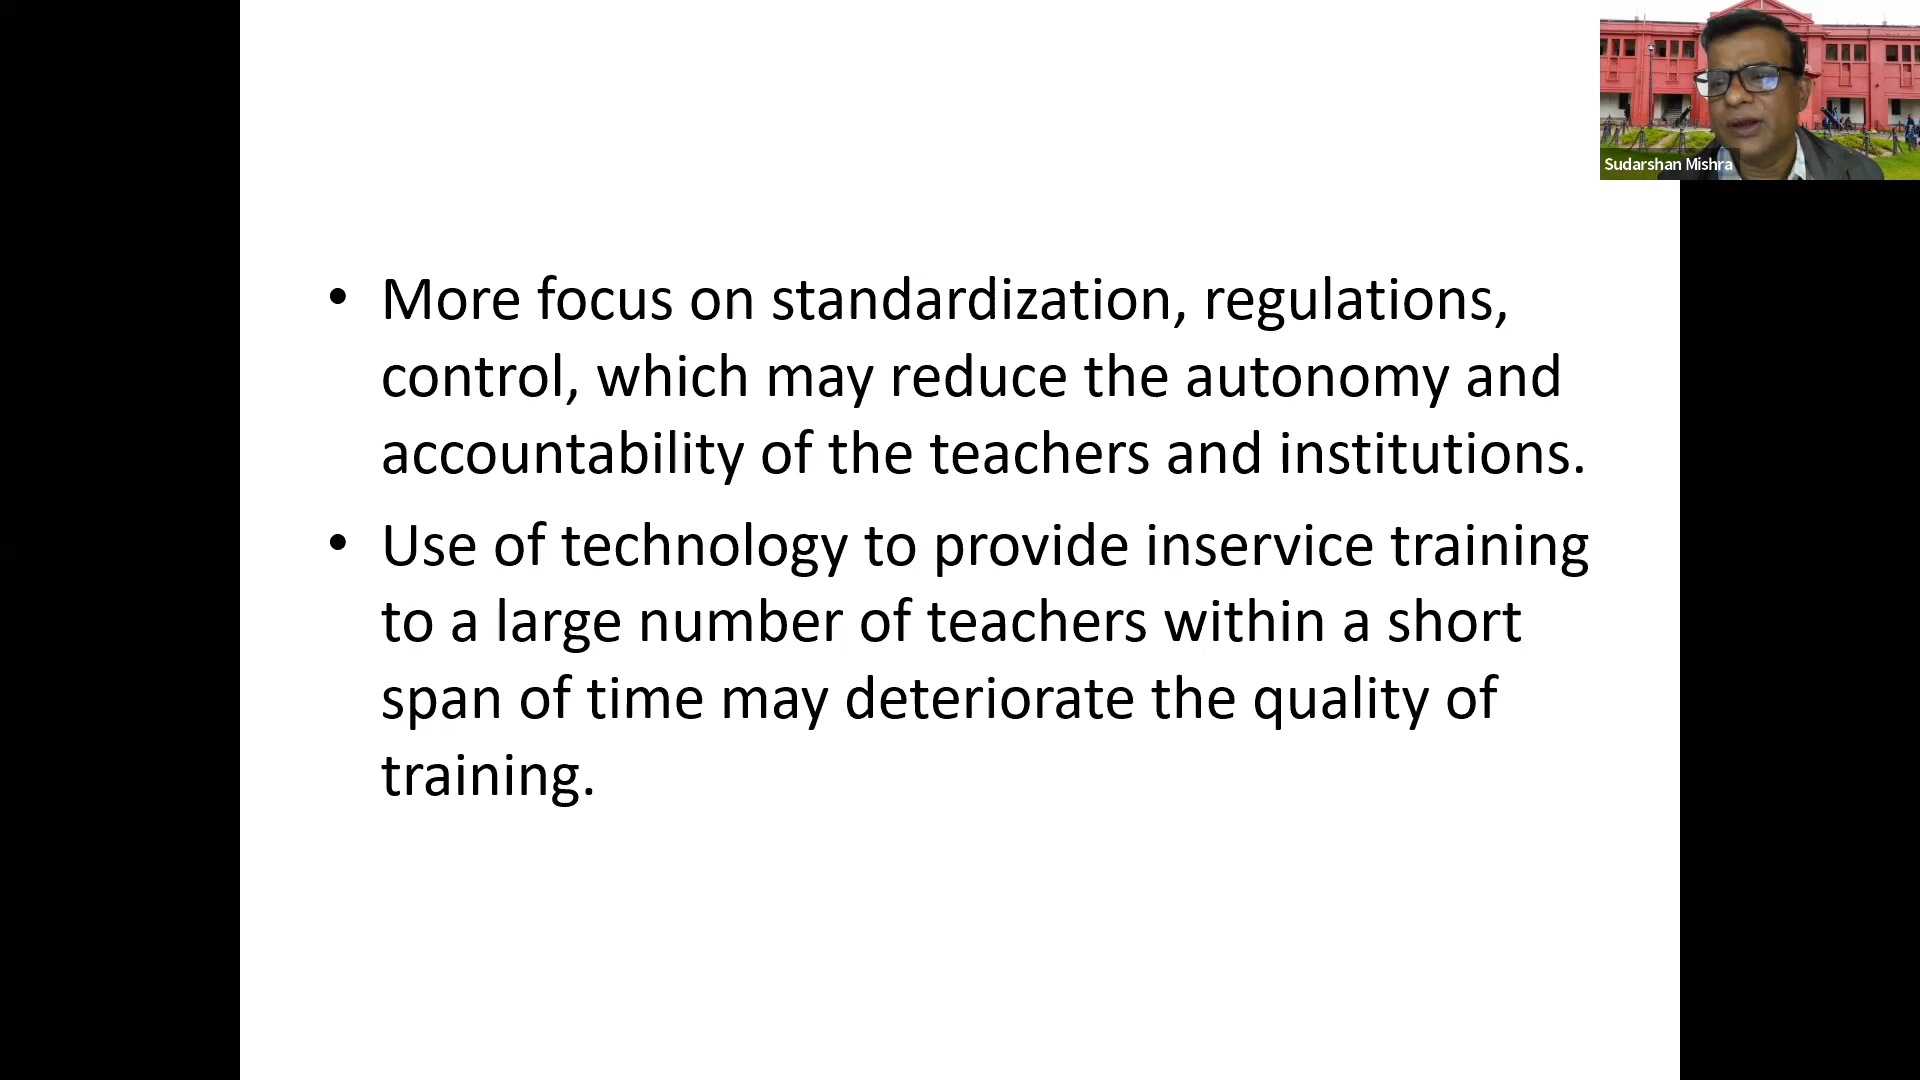 • More focus on standardization, regulations,
control, which may reduce the autonomy and
accountability of the teachers and institutions.
• Use of technology to provide inservice training
to a large number of teachers within a short
span of time may deteriorate the quality of
training.
Sudarshan Mishra